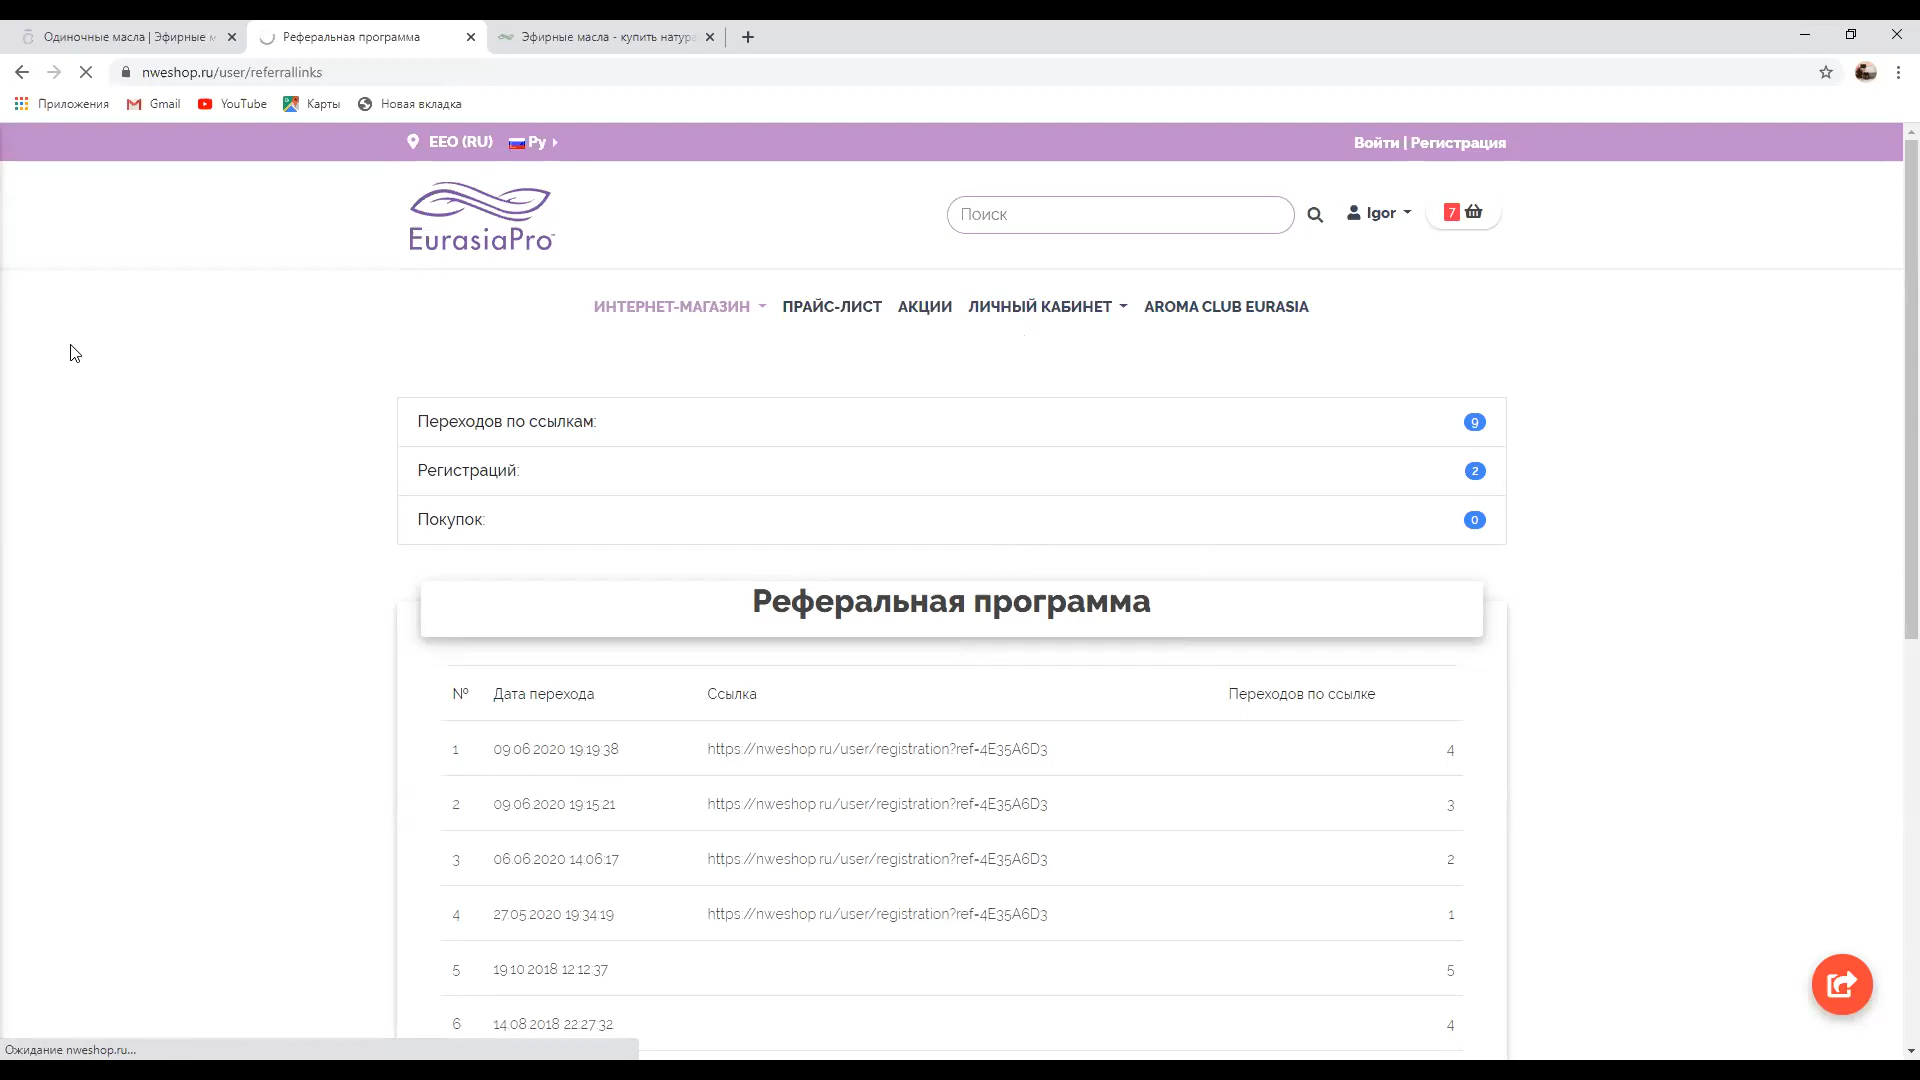 Одиночные масла | Эфирные м
Реферальная программа
Эфирные масла - купить натура
nweshop.ru/user/referrallinks
Приложения Gmail YouTube Карты Новая вкладка
EEO (RU) Ру
Войти | Регистрация
EurasiaPro
Поиск
Igor
7
ИНТЕРНЕТ-МАГАЗИН ПРАЙС-ЛИСТ АКЦИИ ЛИЧНЫЙ КАБИНЕТ AROMA CLUB EURASIA
Переходов по ссылкам: 9
Регистраций: 2
Покупок: 0
Реферальная программа
№ Дата перехода Ссылка Переходов по ссылке
1 09.06.2020 19:19:38 https://nweshop.ru/user/registration?ref=4E35A6D3 4
2 09.06.2020 19:15:21 https://nweshop.ru/user/registration?ref=4E35A6D3 3
3 06.06.2020 14:06:17 https://nweshop.ru/user/registration?ref=4E35A6D3 2
4 27.05.2020 19:34:19 https://nweshop.ru/user/registration?ref=4E35A6D3 1
5 19.10.2018 12:12:37 5
6 14.08.2018 22:27:32 4
Ожидание nweshop.ru...